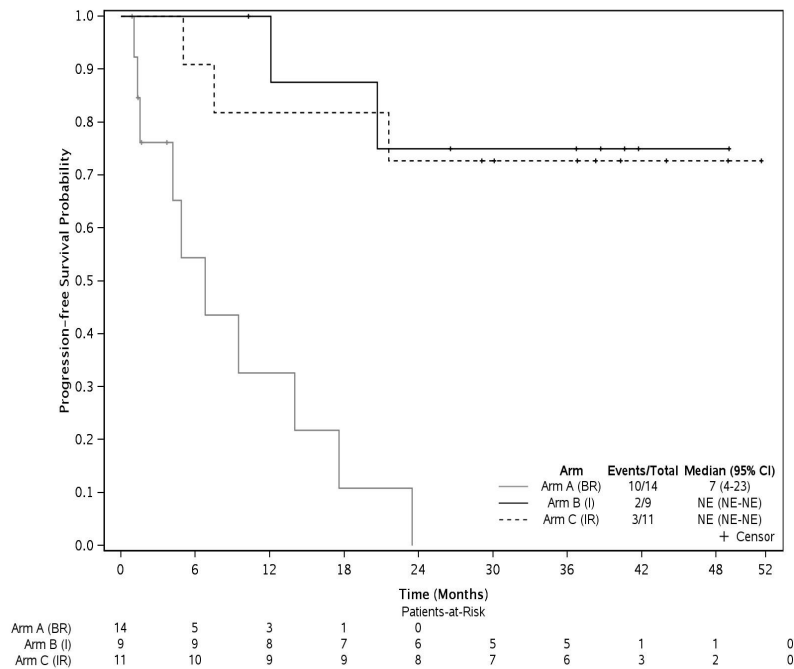 Progression-free Survival Probability
1.0
0.9
0.8
0.7
0.6
0.5
0.4
0.3
0.2
0.1
0.0
Arm Events/Total Median (95% CI)
Arm A (BR) 10/14 7 (4-23)
Arm B (I) 2/9 NE (NE-NE)
Arm C (IR) 3/11 NE (NE-NE)
+ Censor
0 6 12 18 24 30 36 42 48 52
Time (Months)
Patients-at-Risk
Arm A (BR) 14 5 3 1 0
Arm B (I) 9 9 8 7 6 5 5 1 1 0
Arm C (IR) 11 10 9 9 8 7 6 3 2 0